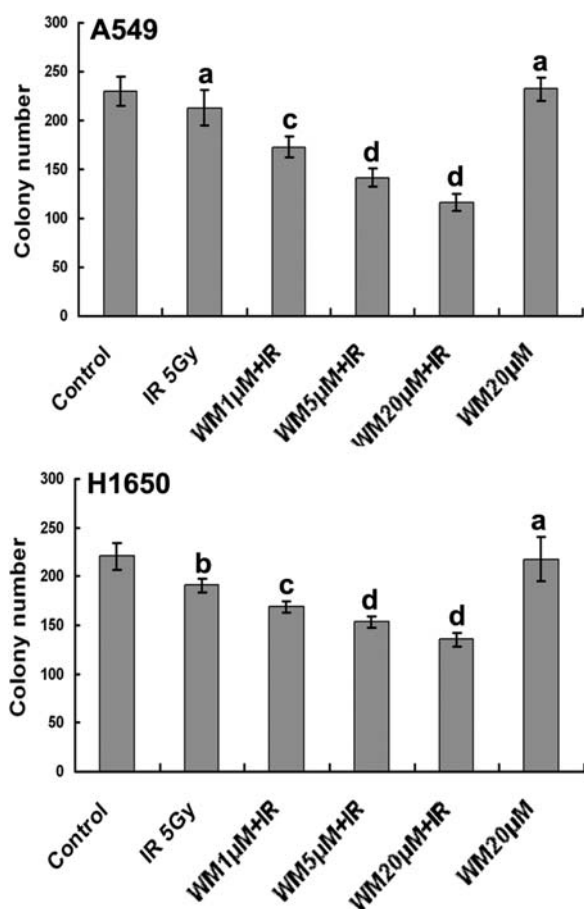 A549
Colony number
300
250
200
150
100
50
0
a
c
d
d
a
Control
IR 5Gy
WM1µM+IR
WM5µM+IR
WM20µM+IR
WM20µM
H1650
Colony number
300
250
200
150
100
50
0
b
c
d
d
a
Control
IR 5Gy
WM1µM+IR
WM5µM+IR
WM20µM+IR
WM20µM